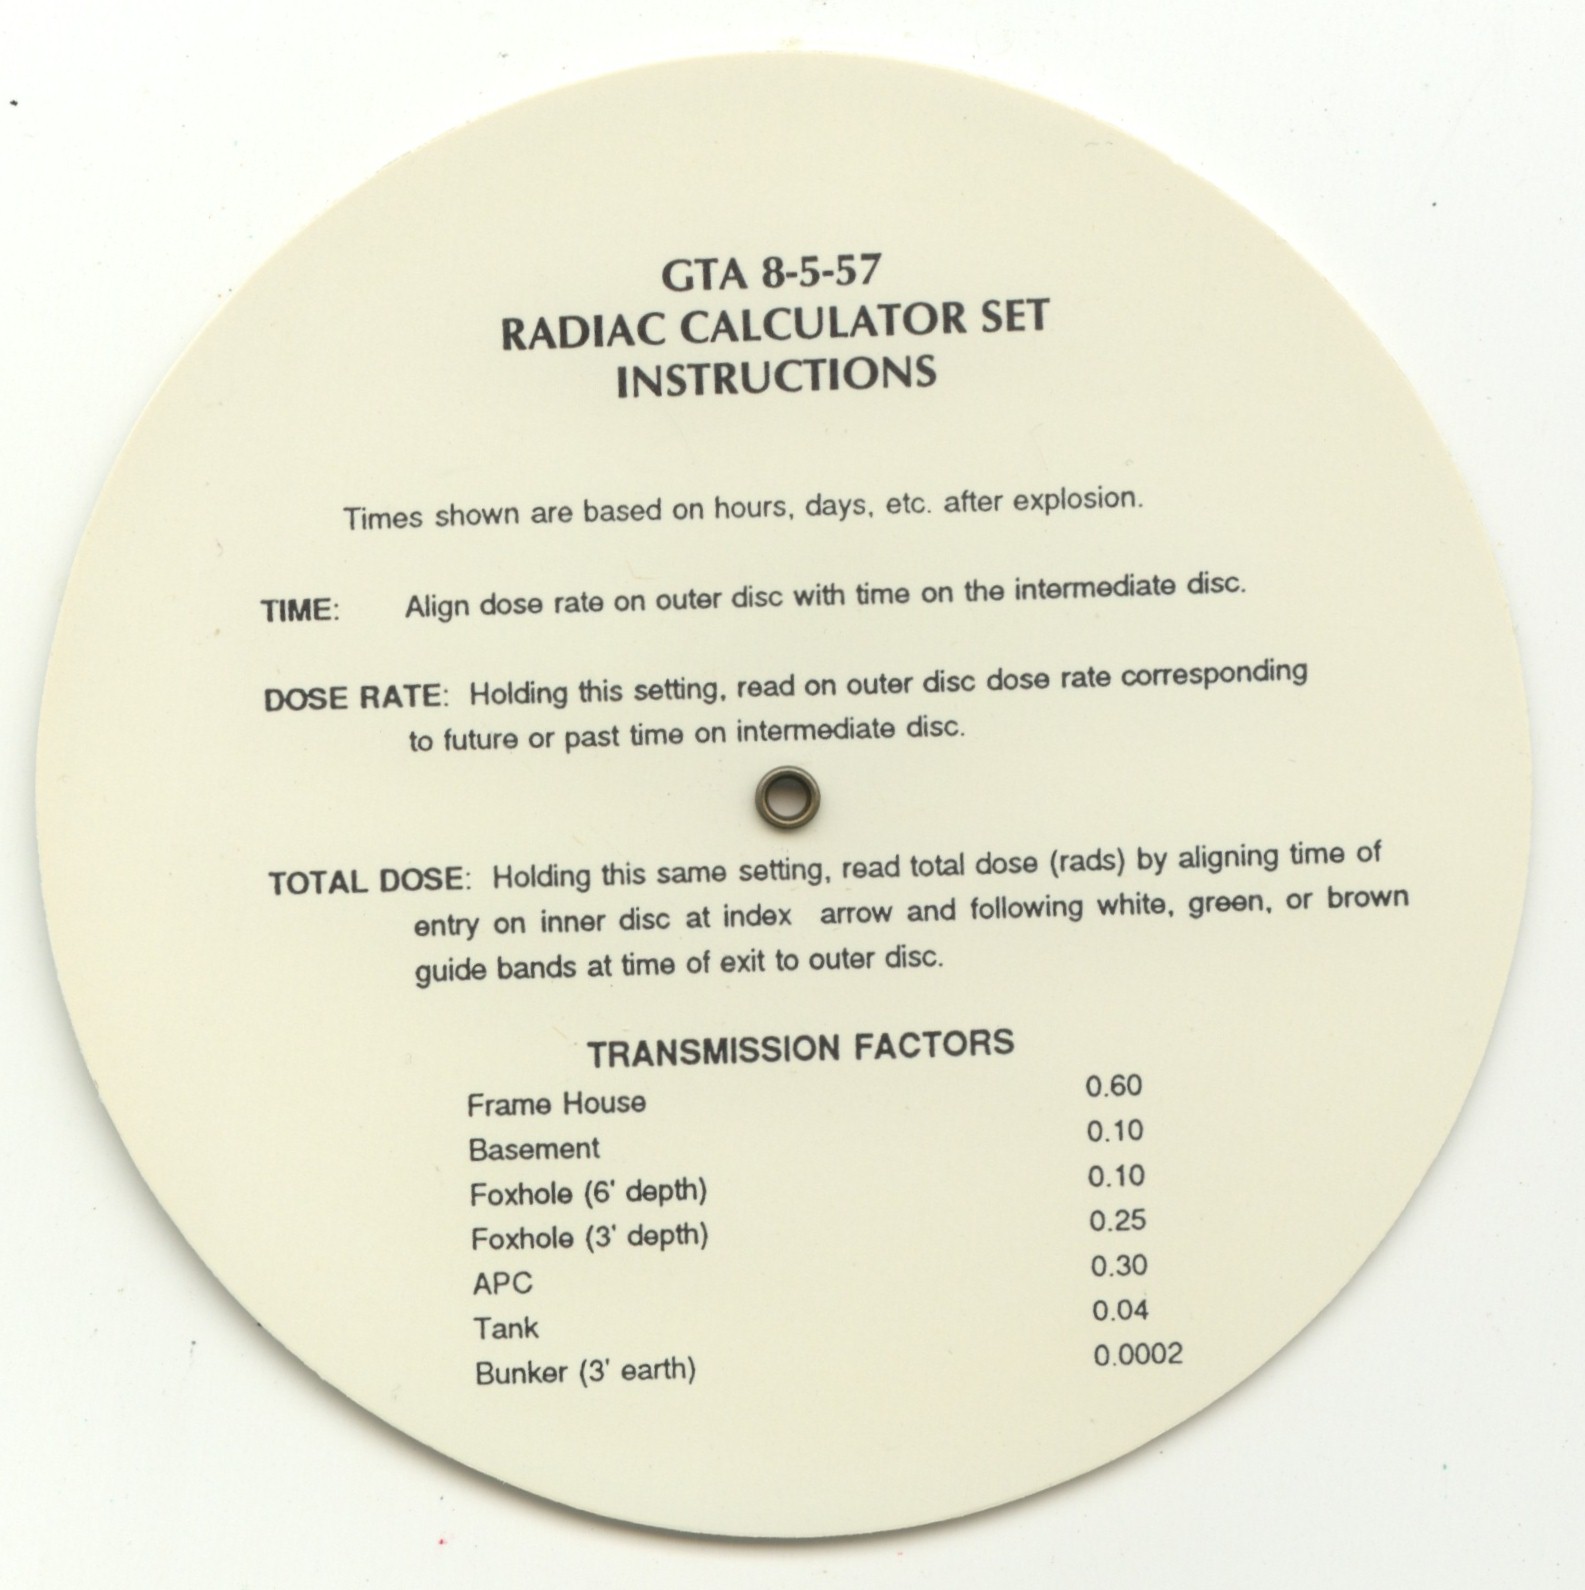 GTA 8-5-57
RADIAC CALCULATOR SET
INSTRUCTIONS
Times shown are based on hours, days, etc. after explosion.
TIME: Align dose rate on outer disc with time on the intermediate disc.
DOSE RATE: Holding this setting, read on outer disc dose rate corresponding
to future or past time on intermediate disc.
TOTAL DOSE: Holding this same setting, read total dose (rads) by aligning time of
entry on inner disc at index arrow and following white, green, or brown
guide bands at time of exit to outer disc.
TRANSMISSION FACTORS
Frame House 0.60
Basement 0.10
Foxhole (6' depth) 0.10
Foxhole (3' depth) 0.25
APC 0.30
Tank 0.04
Bunker (3' earth) 0.0002